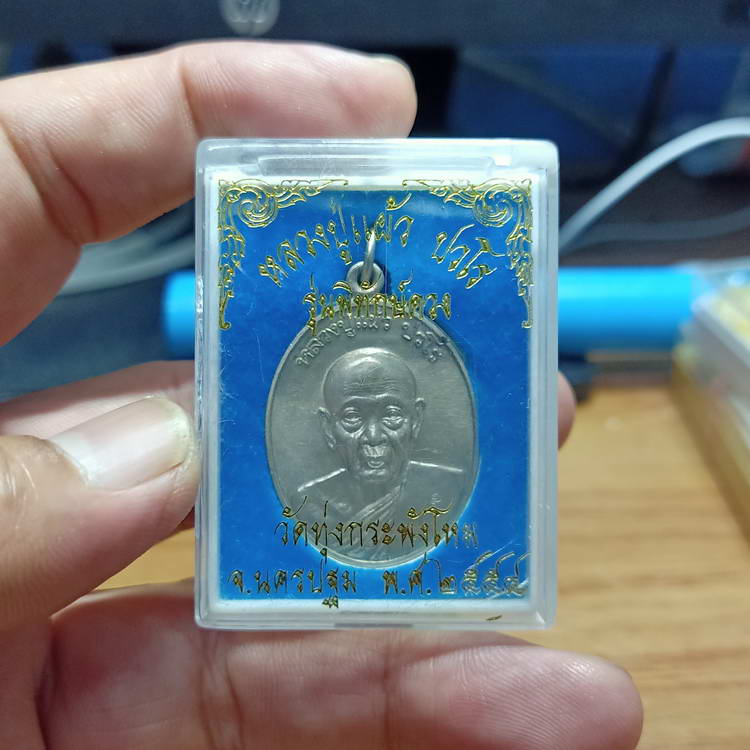 หลวงปู่แผ้ว ปวโร
รุ่นพิทักษ์ดวง
หลวงปู่แผ้ว ปวโร
วัดทุ่งกระพังโหม
จ.นครปฐม พ.ศ.๒๕๕๔